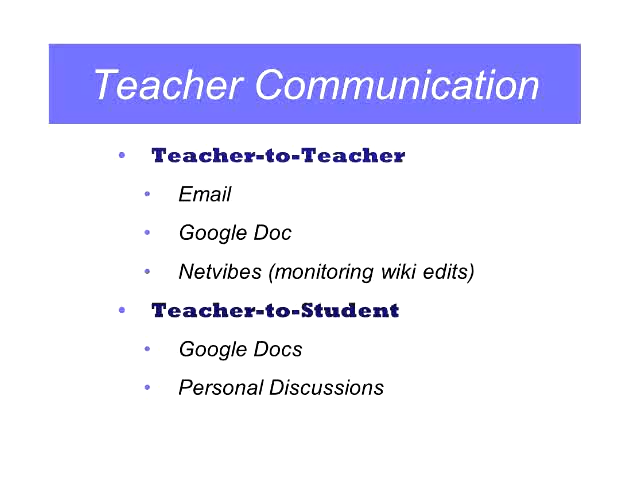 Teacher Communication
• Teacher-to-Teacher
• Email
• Google Doc
• Netvibes (monitoring wiki edits)
• Teacher-to-Student
• Google Docs
• Personal Discussions